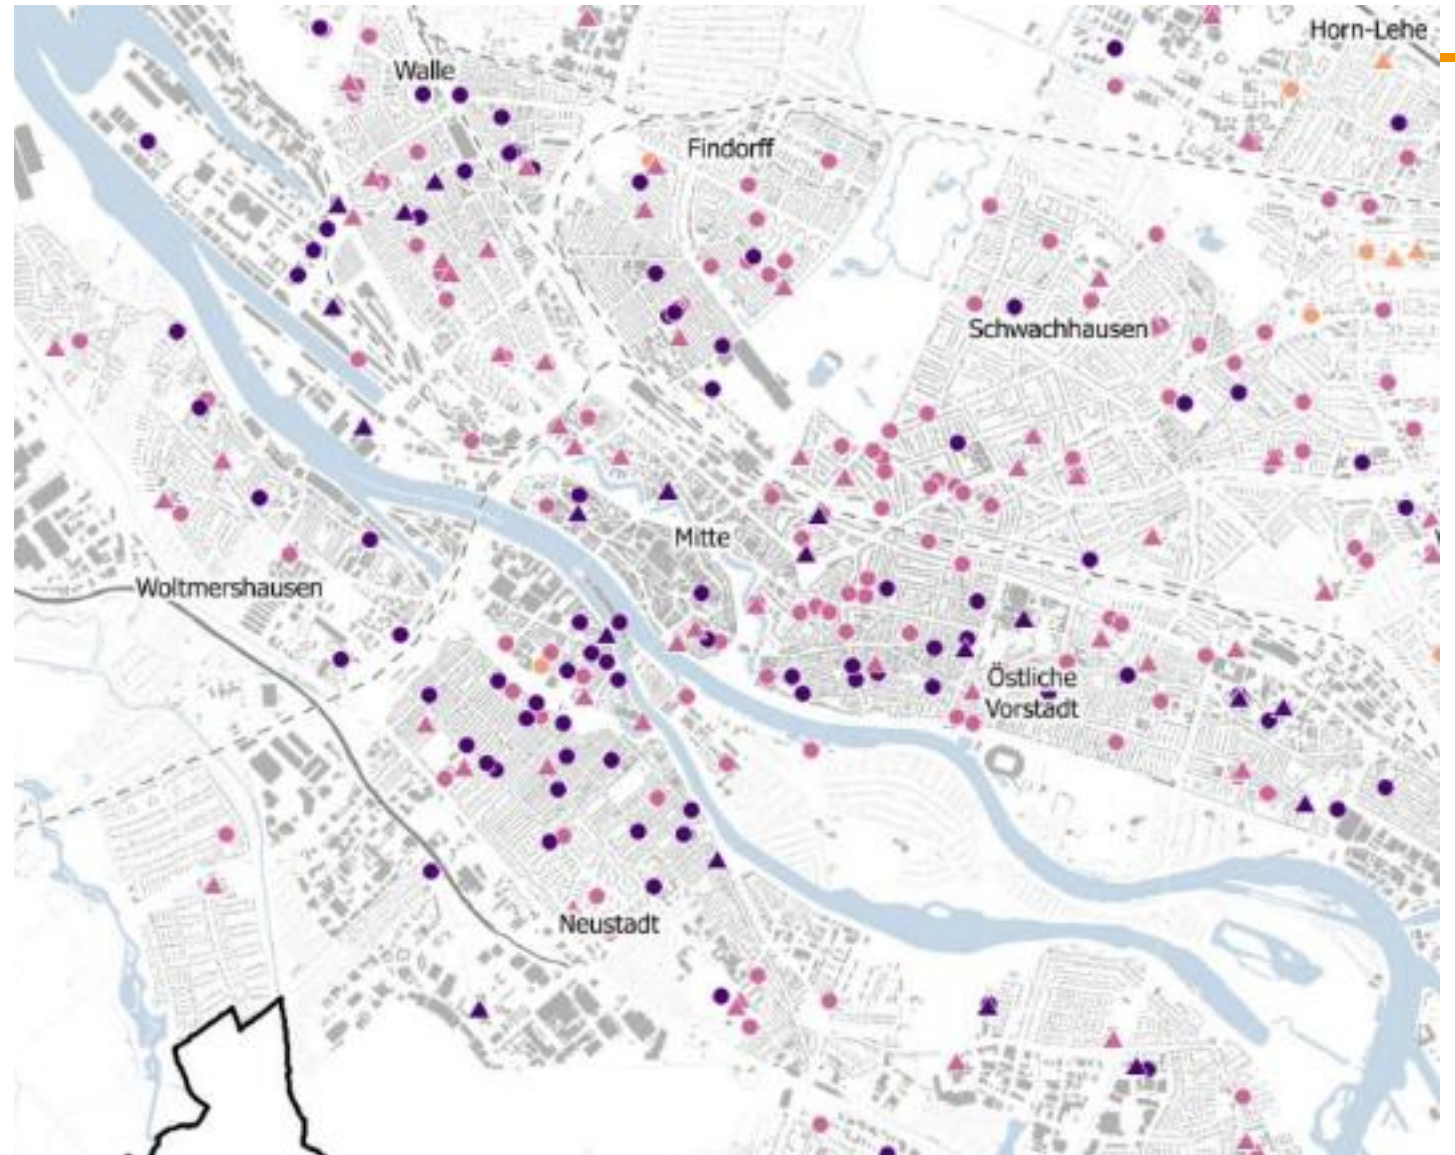 Horn-Lehe
Walle
Findorff
Schwachhausen
Mitte
Woltmershausen
Östliche
Vorstadt
Neustadt